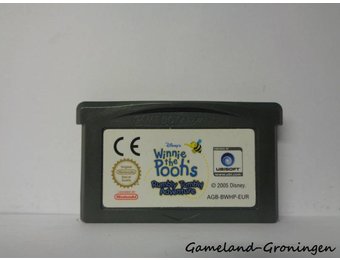 CE
Disney's
Winnie
the
Pooh's
Rumbly Tumbly
Adventure
Nintendo
UBISOFT
© 2005 Disney.
AGB-BWHP-EUR
Gameland-Groningen